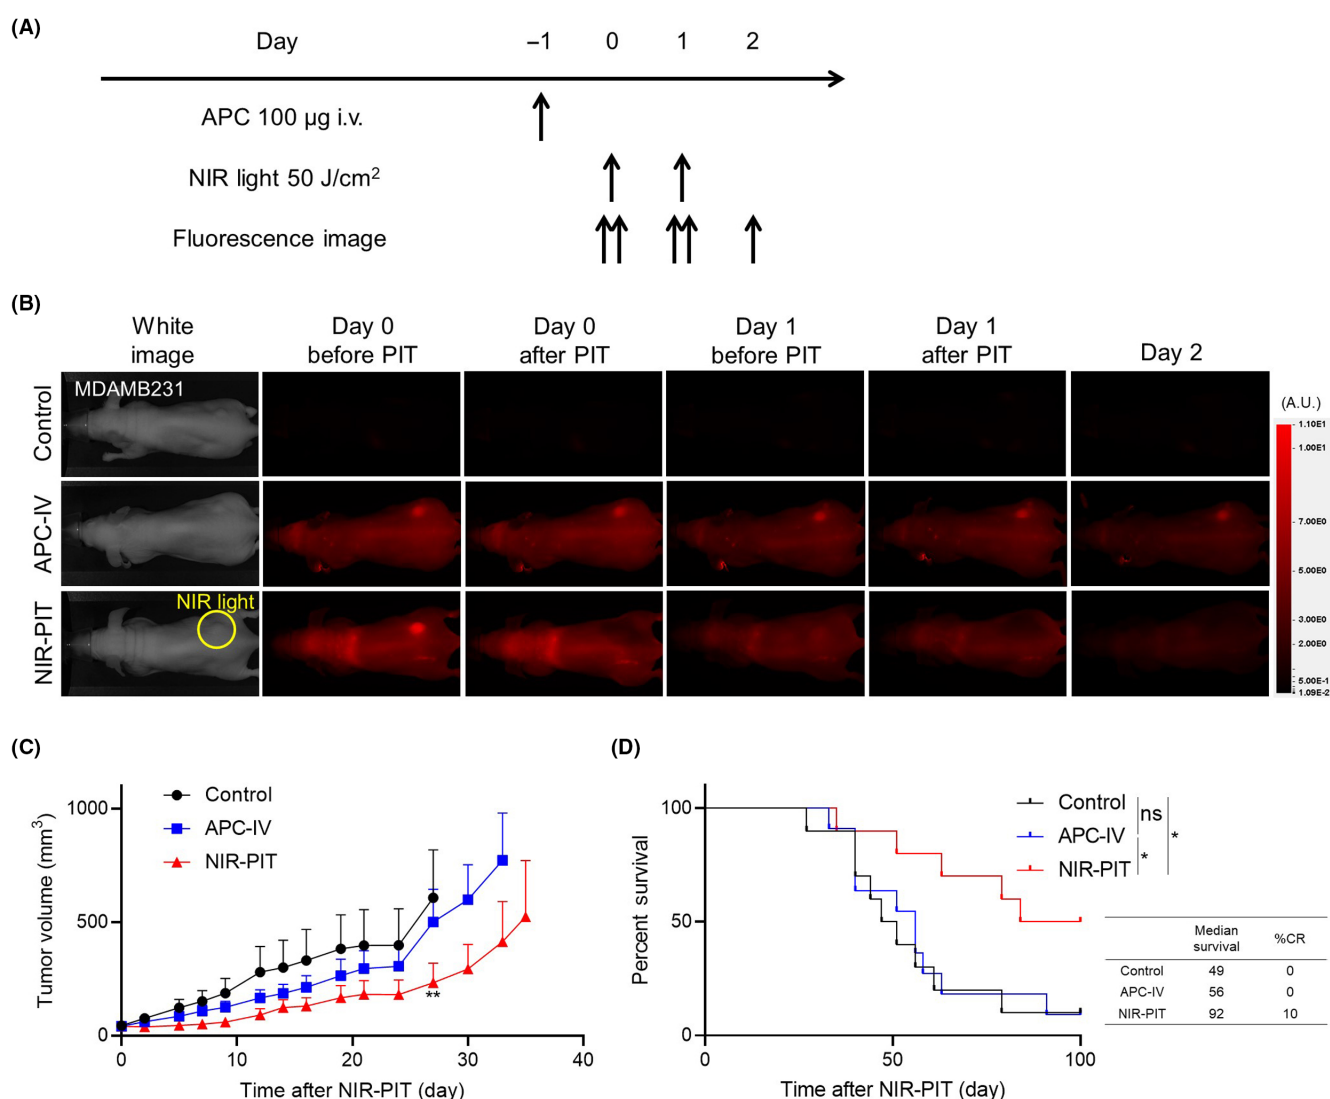 (A)
Day –1 0 1 2
APC 100 µg i.v.
NIR light 50 J/cm²
Fluorescence image
(B)
White image
Day 0 before PIT
Day 0 after PIT
Day 1 before PIT
Day 1 after PIT
Day 2
Control
MDAMB231
APC-IV
NIR-PIT
NIR light
(A.U.)
1.10E1
1.00E1
7.00E0
5.00E0
3.00E0
2.00E0
5.00E-1
1.09E-2
(C)
Tumor volume (mm³)
1000
500
0
Control
APC-IV
NIR-PIT
**
0 10 20 30 40
Time after NIR-PIT (day)
(D)
Percent survival
100
50
0
Control
APC-IV
NIR-PIT
ns
*
*
0 50 100
Time after NIR-PIT (day)
Median survival %CR
Control 49 0
APC-IV 56 0
NIR-PIT 92 10